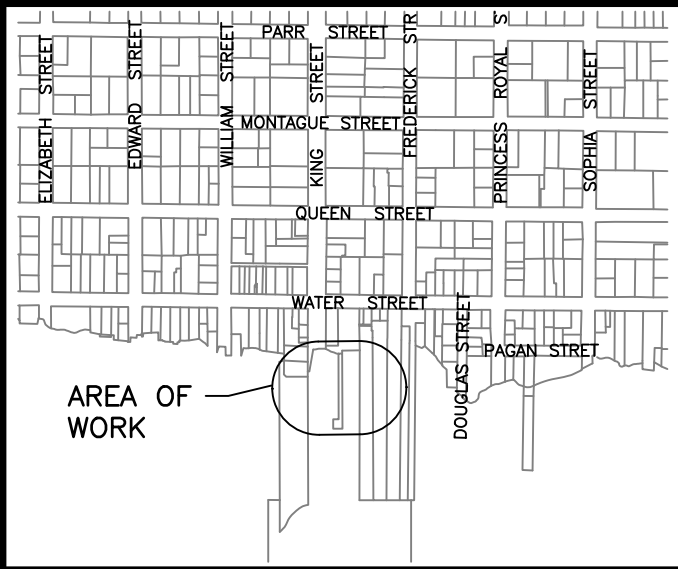 PARR STREET
ELIZABETH STREET
EDWARD STREET
WILLIAM STREET
KING STREET
FREDERICK STR
PRINCESS ROYAL S
SOPHIA STREET
MONTAGUE STREET
QUEEN STREET
WATER STREET
DOUGLAS STREET
PAGAN STRET
AREA OF
WORK